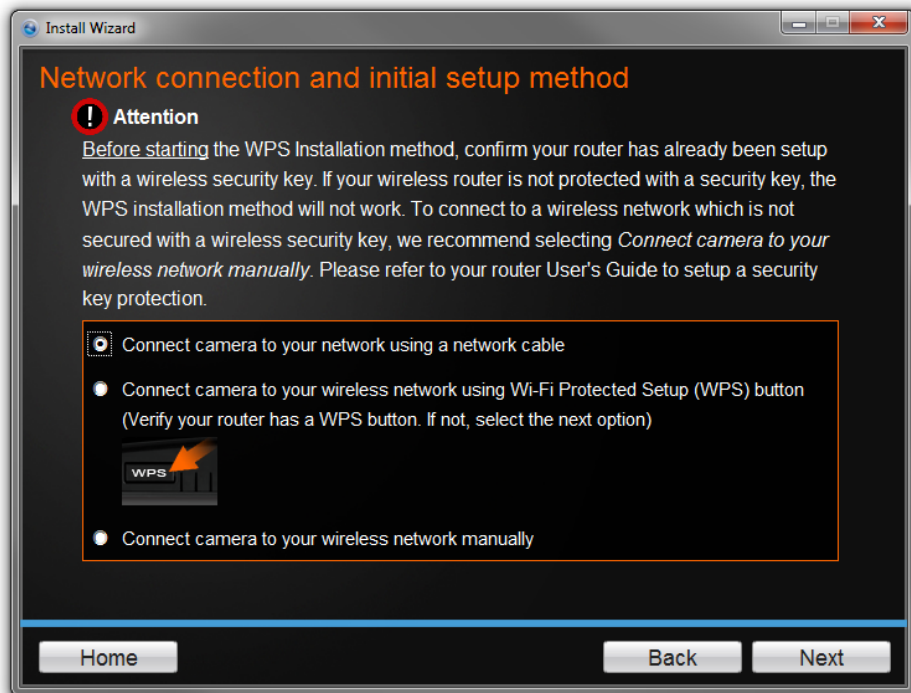 Install Wizard
Network connection and initial setup method
Attention
Before starting the WPS Installation method, confirm your router has already been setup
with a wireless security key. If your wireless router is not protected with a security key, the
WPS installation method will not work. To connect to a wireless network which is not
secured with a wireless security key, we recommend selecting Connect camera to your
wireless network manually. Please refer to your router User's Guide to setup a security
key protection.
Connect camera to your network using a network cable
Connect camera to your wireless network using Wi-Fi Protected Setup (WPS) button
(Verify your router has a WPS button. If not, select the next option)
WPS
Connect camera to your wireless network manually
Home
Back
Next